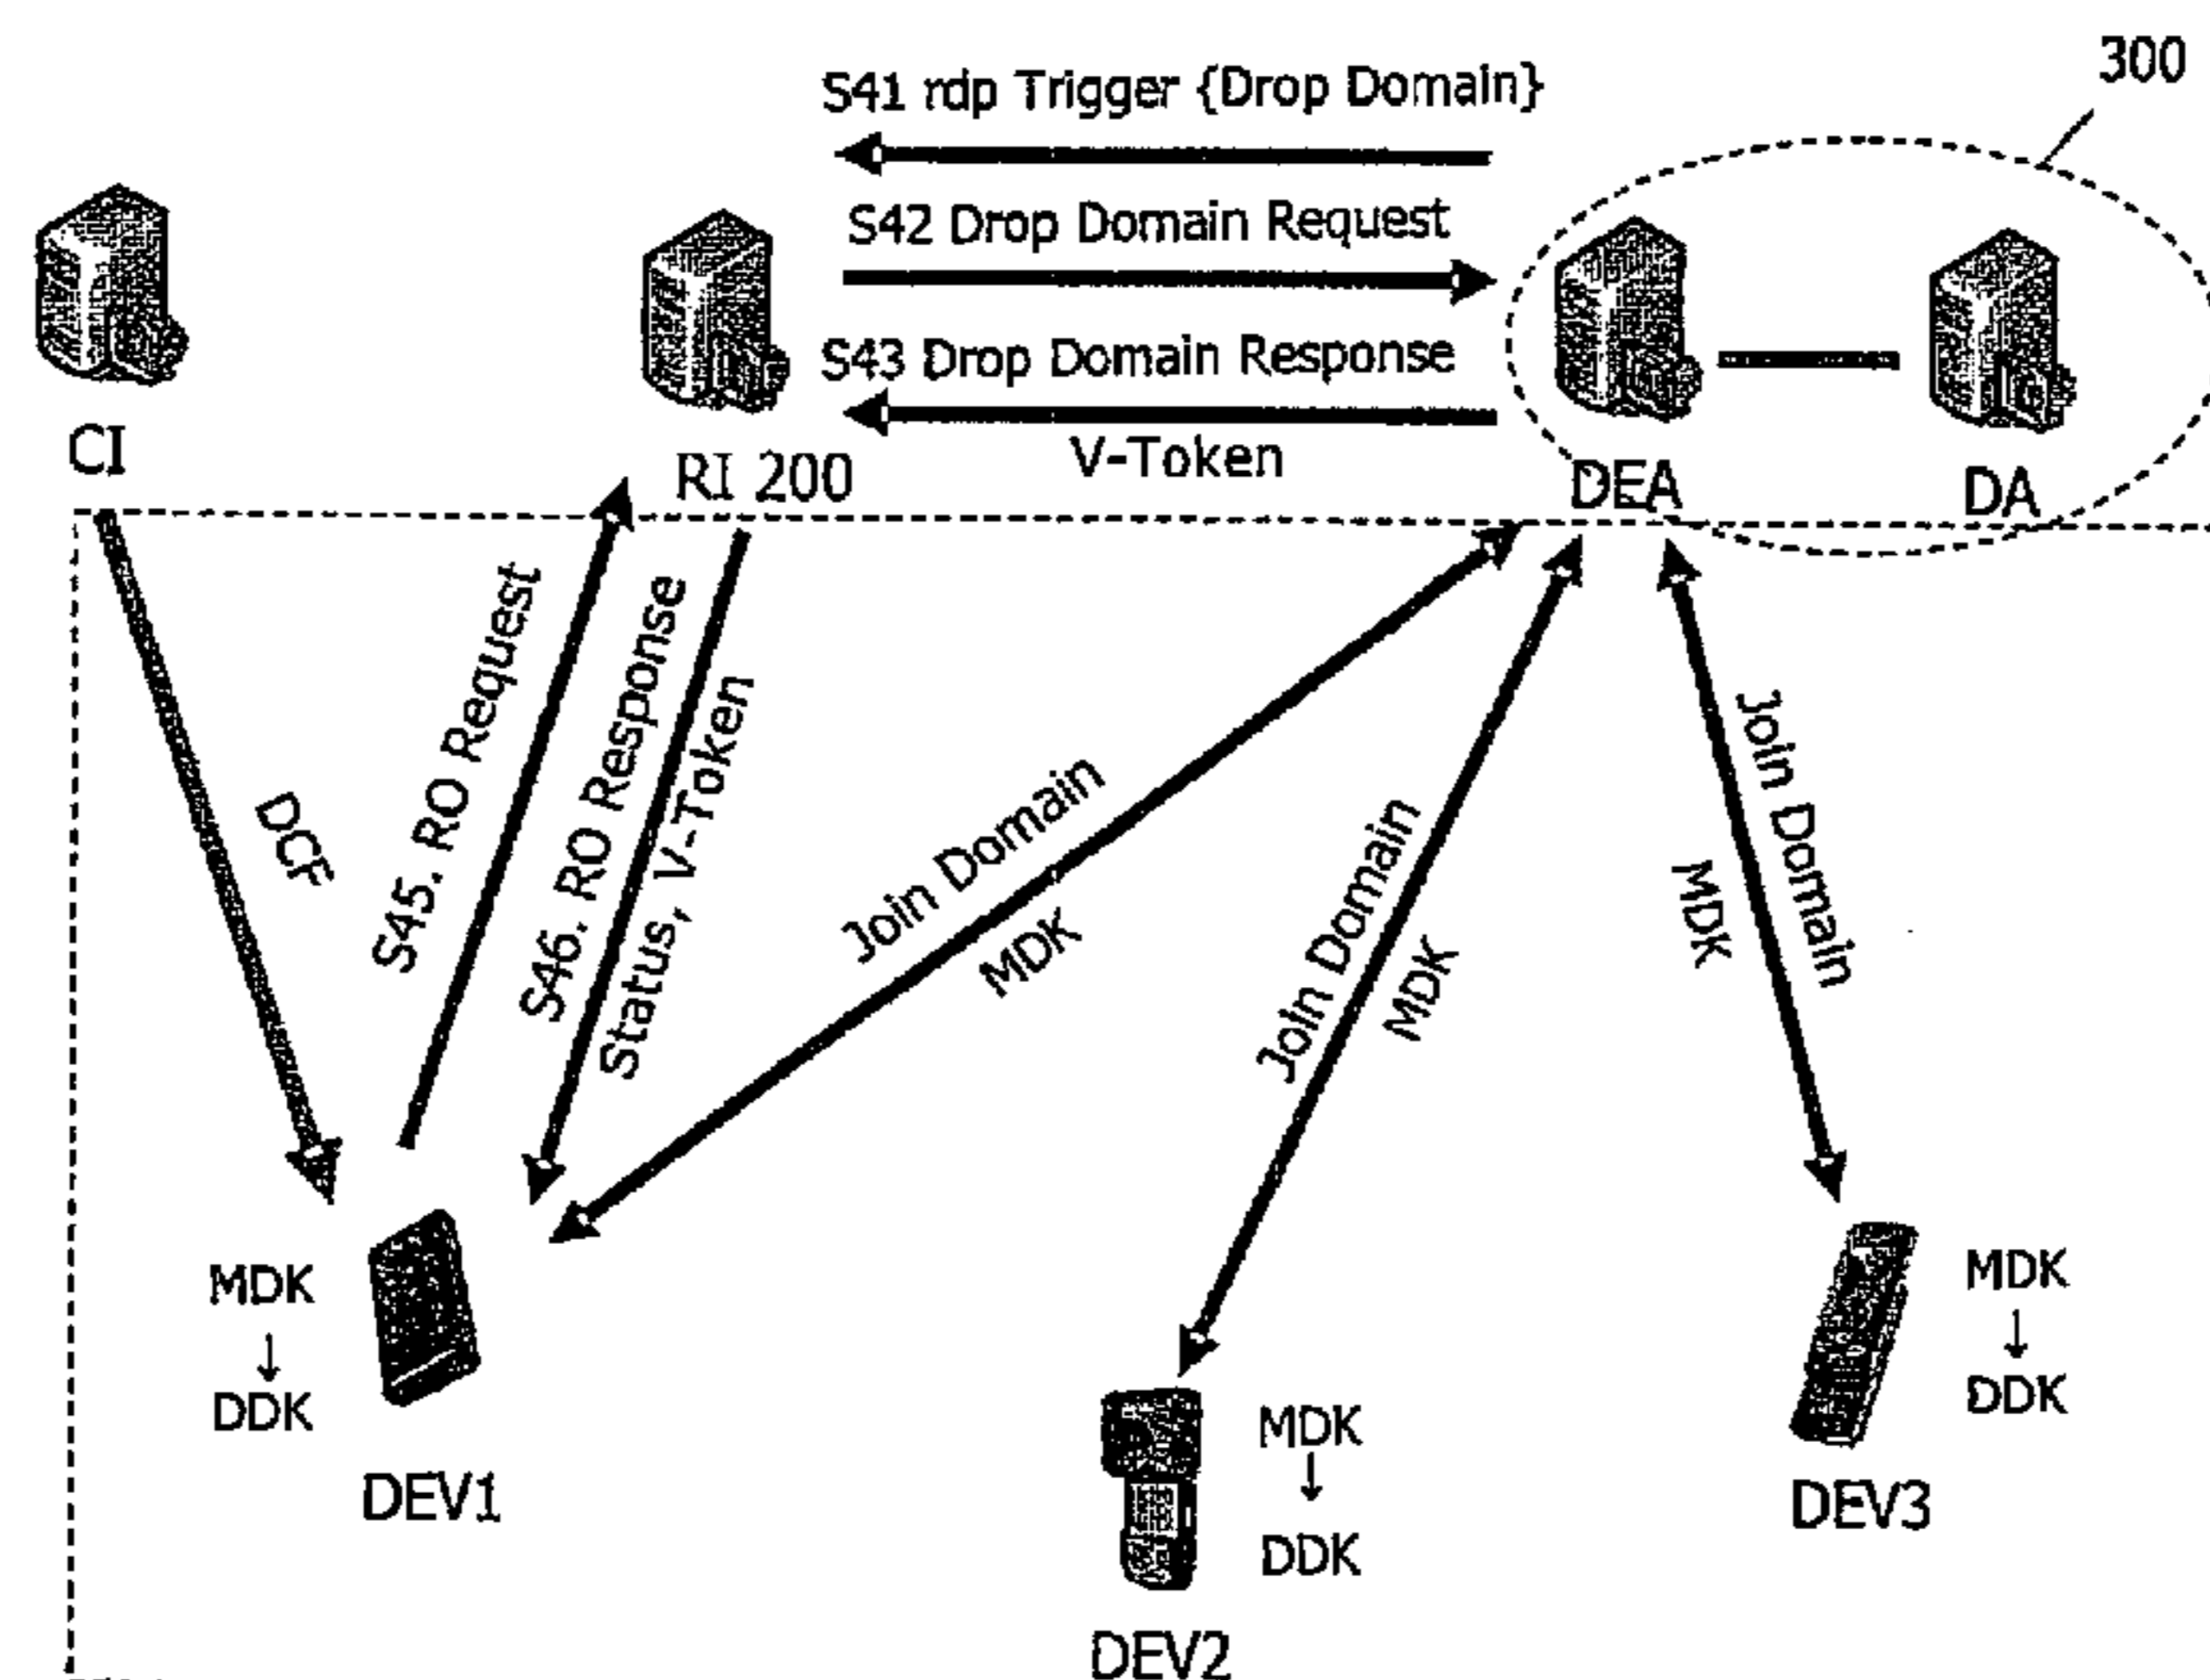 300
S41 rdp Trigger {Drop Domain}
S42 Drop Domain Request
S43 Drop Domain Response
V-Token
CI
RI 200
DEA
DA
DCF
S45. RO Request
S46. RO Response
Status, V-Token
Join Domain
MDK
Join Domain
MDK
Join Domain
MDK
MDK
↓
DDK
DEV1
MDK
↓
DDK
DEV2
MDK
↓
DDK
DEV3